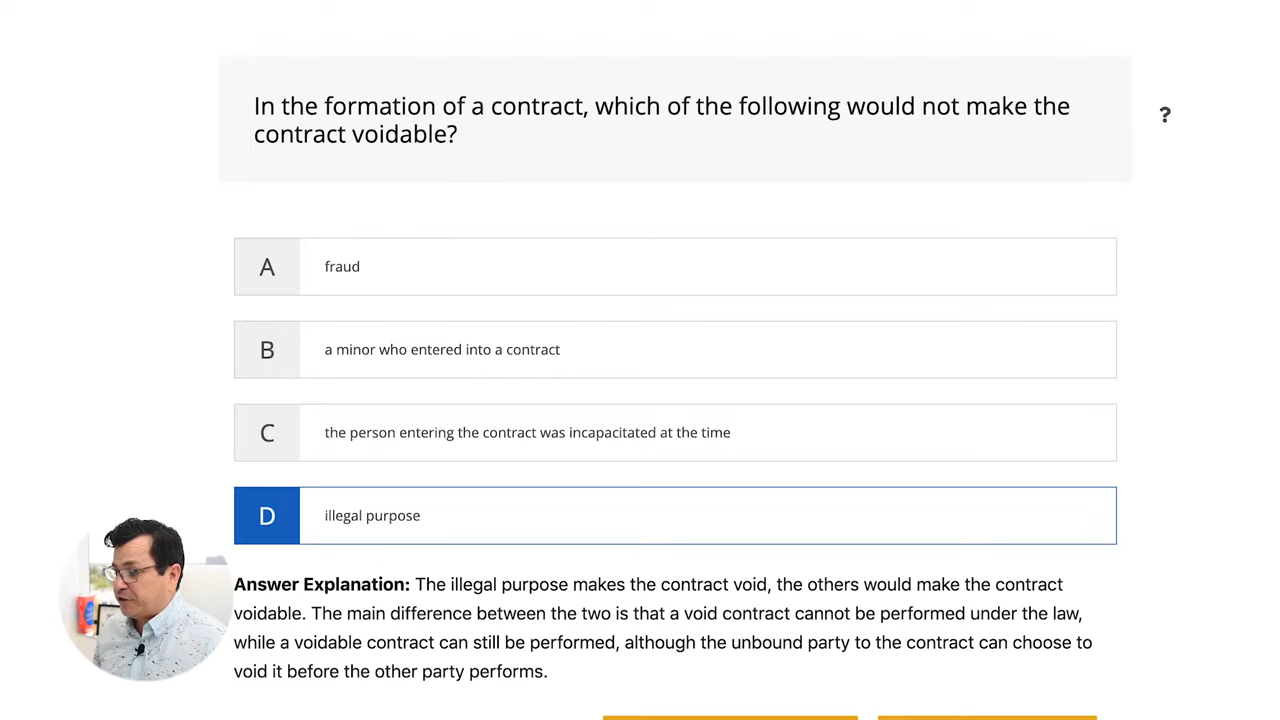 In the formation of a contract, which of the following would not make the
contract voidable?
?
A
fraud
B
a minor who entered into a contract
C
the person entering the contract was incapacitated at the time
D
illegal purpose
Answer Explanation: The illegal purpose makes the contract void, the others would make the contract
voidable. The main difference between the two is that a void contract cannot be performed under the law,
while a voidable contract can still be performed, although the unbound party to the contract can choose to
void it before the other party performs.